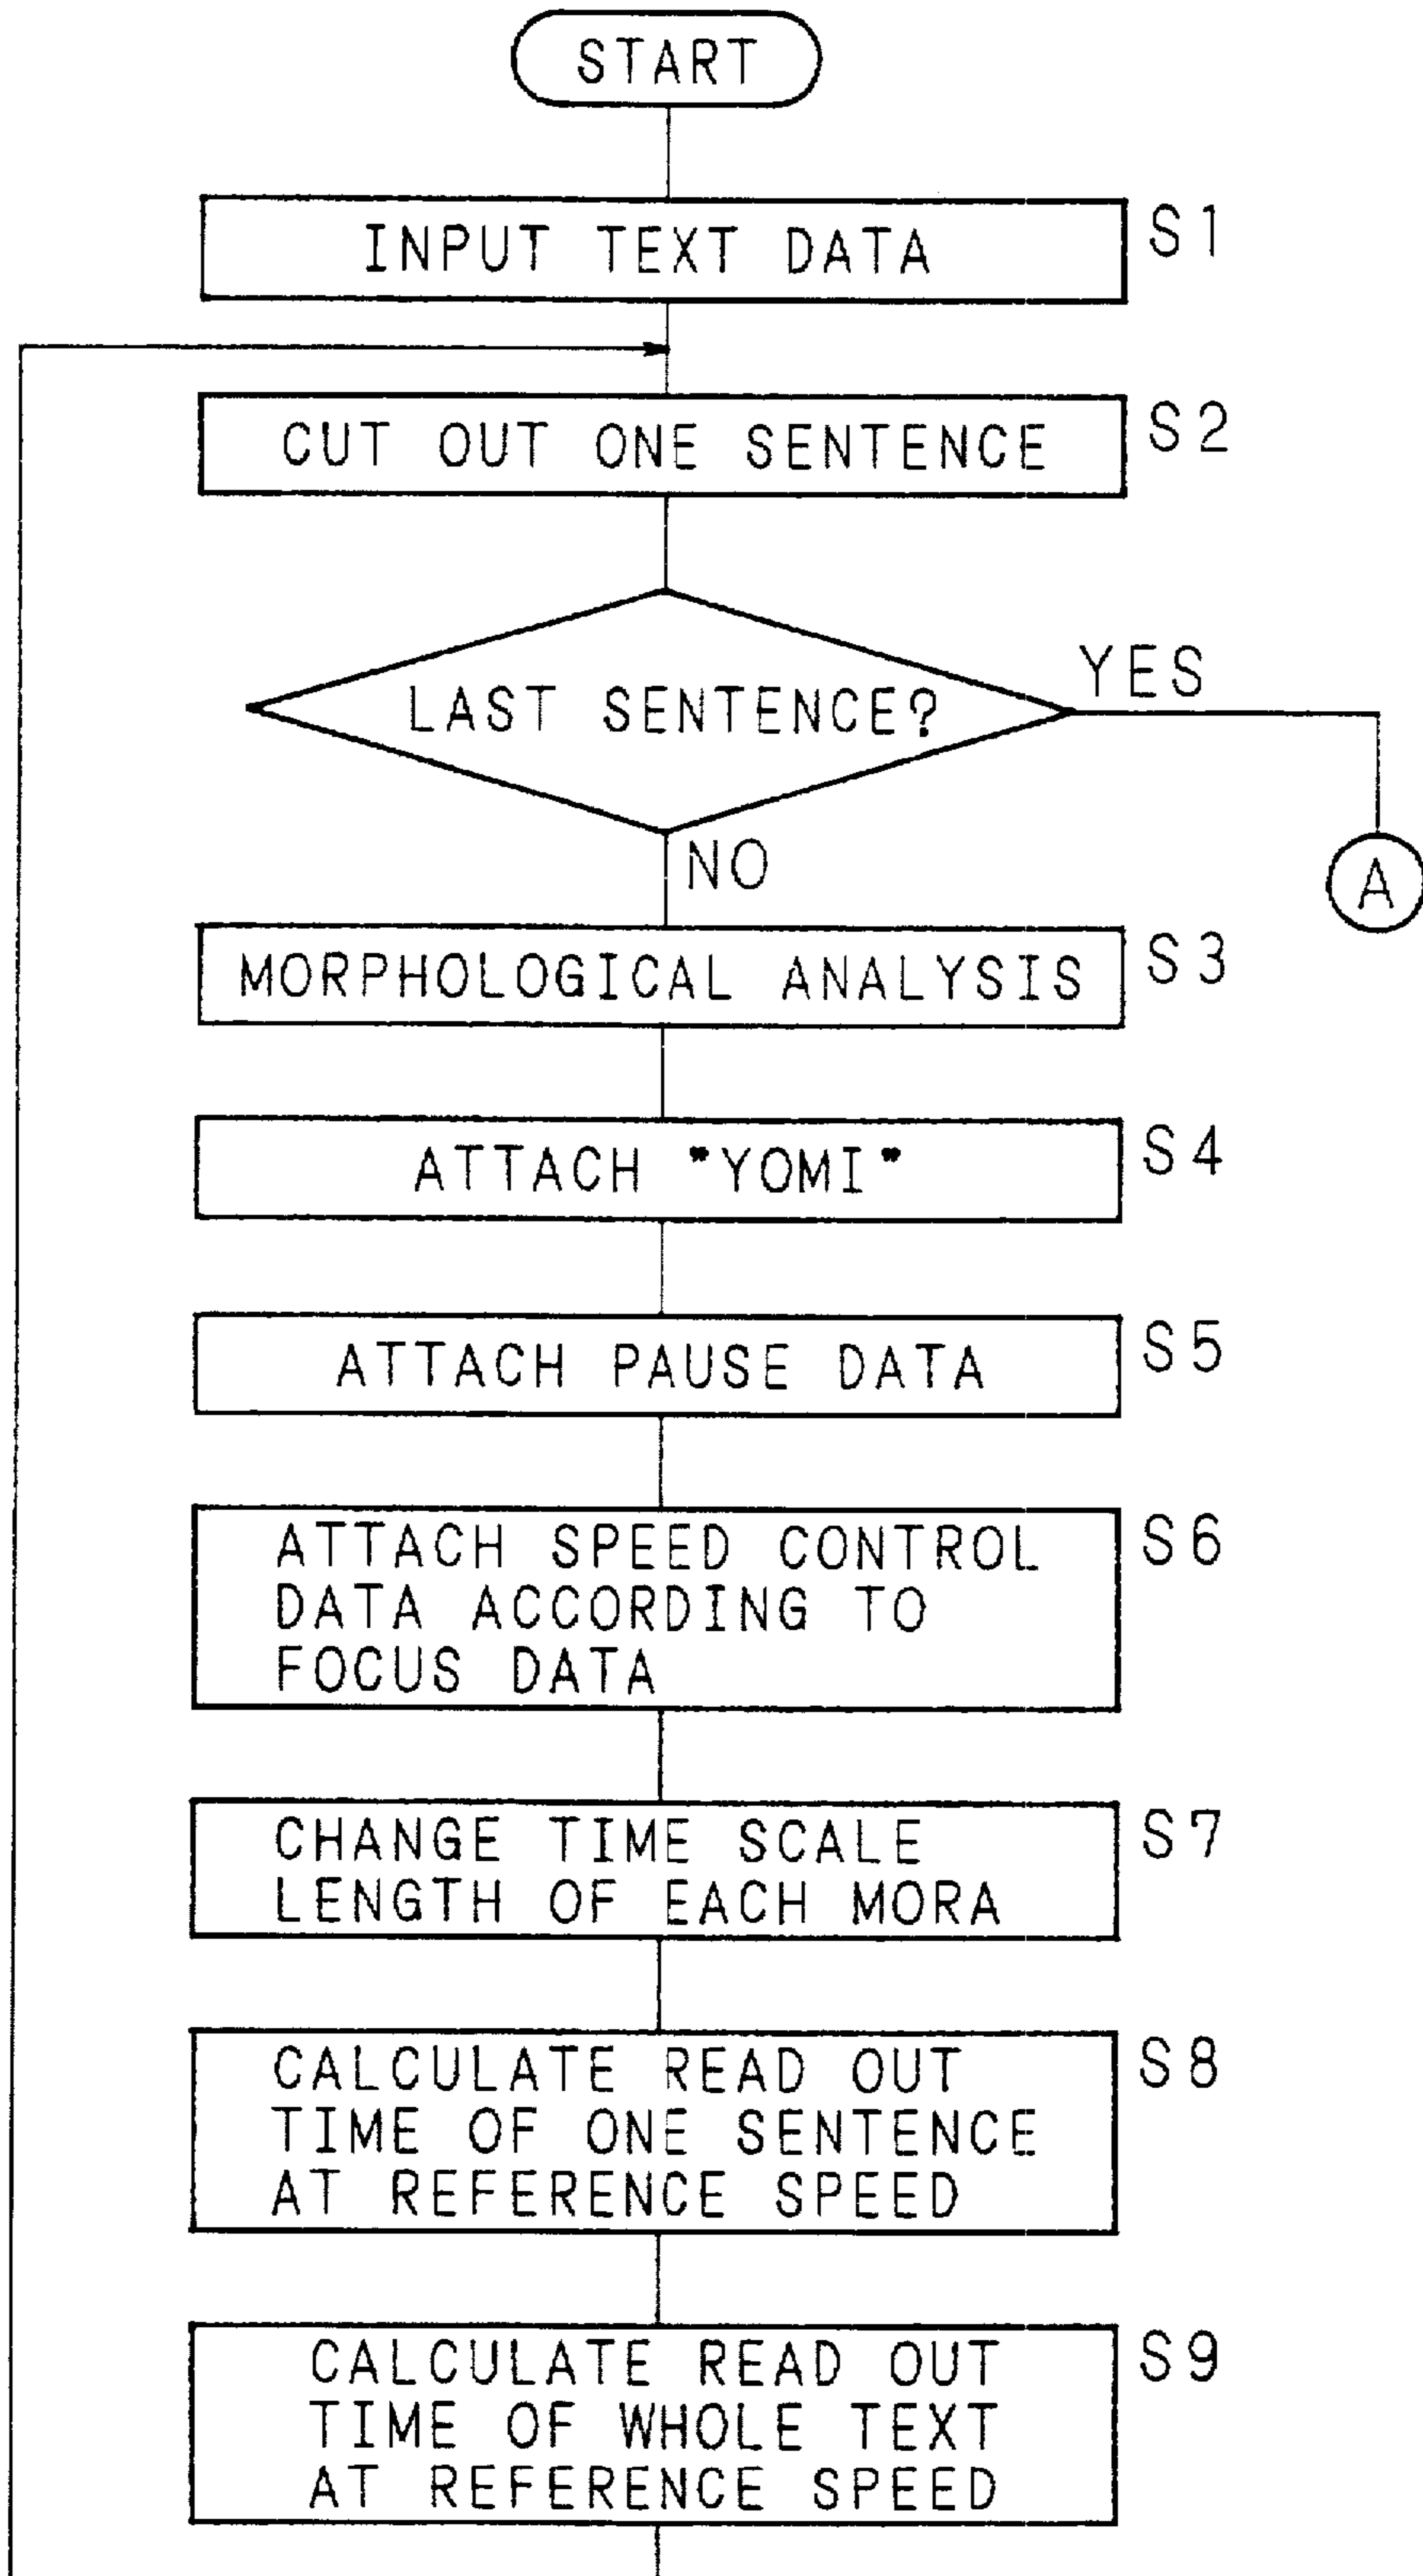 START
INPUT TEXT DATA
S1
CUT OUT ONE SENTENCE
S2
LAST SENTENCE?
YES
NO
A
MORPHOLOGICAL ANALYSIS
S3
ATTACH "YOMI"
S4
ATTACH PAUSE DATA
S5
ATTACH SPEED CONTROL
DATA ACCORDING TO
FOCUS DATA
S6
CHANGE TIME SCALE
LENGTH OF EACH MORA
S7
CALCULATE READ OUT
TIME OF ONE SENTENCE
AT REFERENCE SPEED
S8
CALCULATE READ OUT
TIME OF WHOLE TEXT
AT REFERENCE SPEED
S9